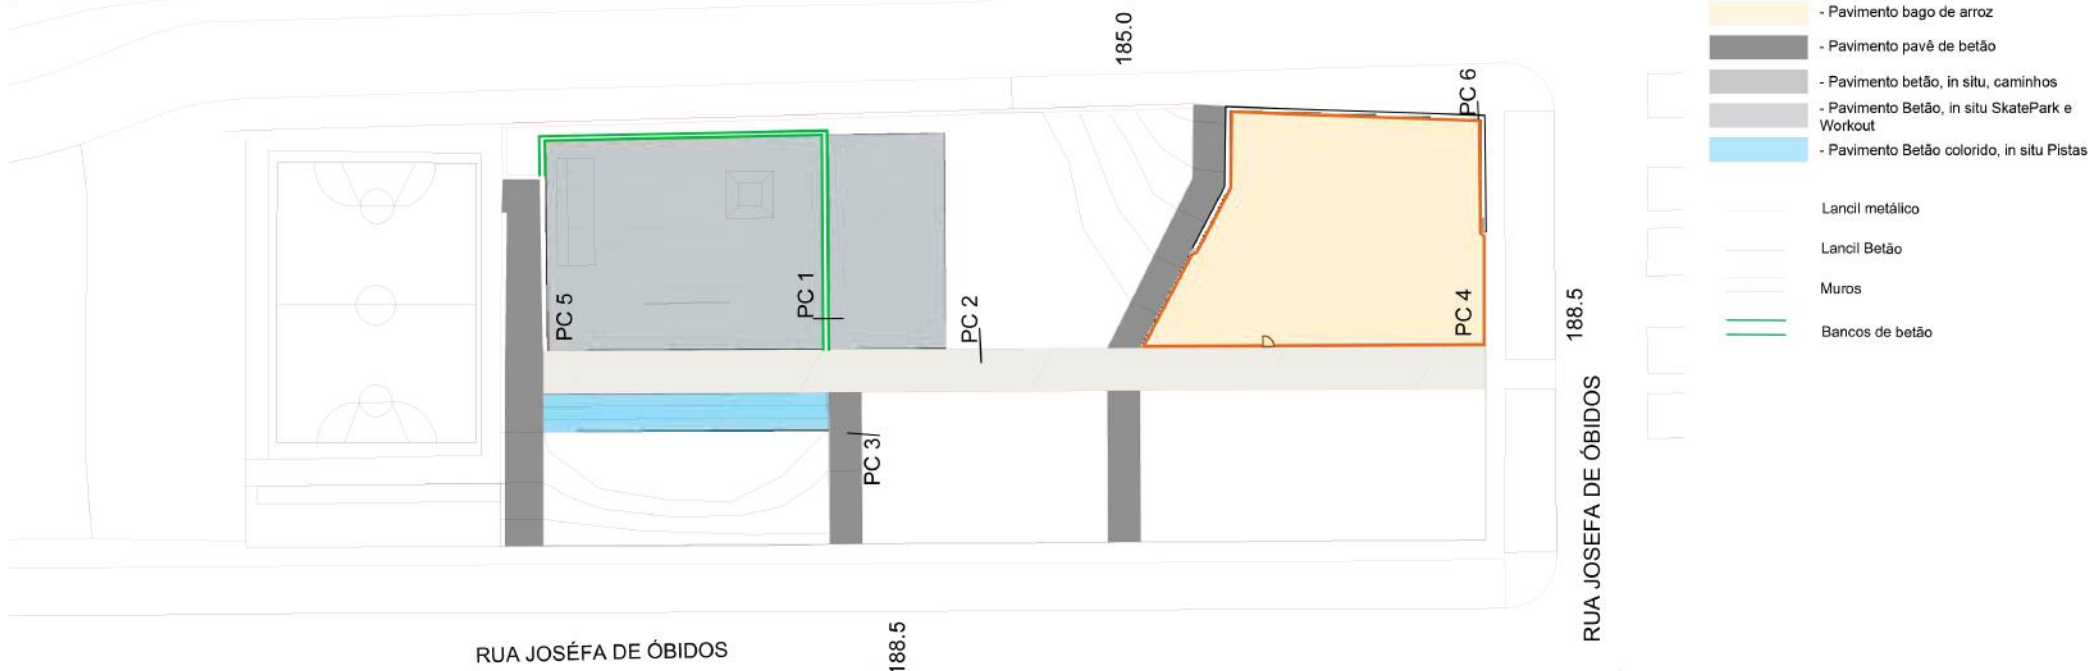 - Pavimento bago de arroz
- Pavimento pavê de betão
- Pavimento betão, in situ, caminhos
- Pavimento Betão, in situ SkatePark e
Workout
- Pavimento Betão colorido, in situ Pistas
Lancil metálico
Lancil Betão
Muros
Bancos de betão
185.0
PC 6
PC 5
PC 1
PC 2
PC 4
188.5
PC 3
RUA JOSEFA DE ÓBIDOS
RUA JOSÉFA DE ÓBIDOS
188.5